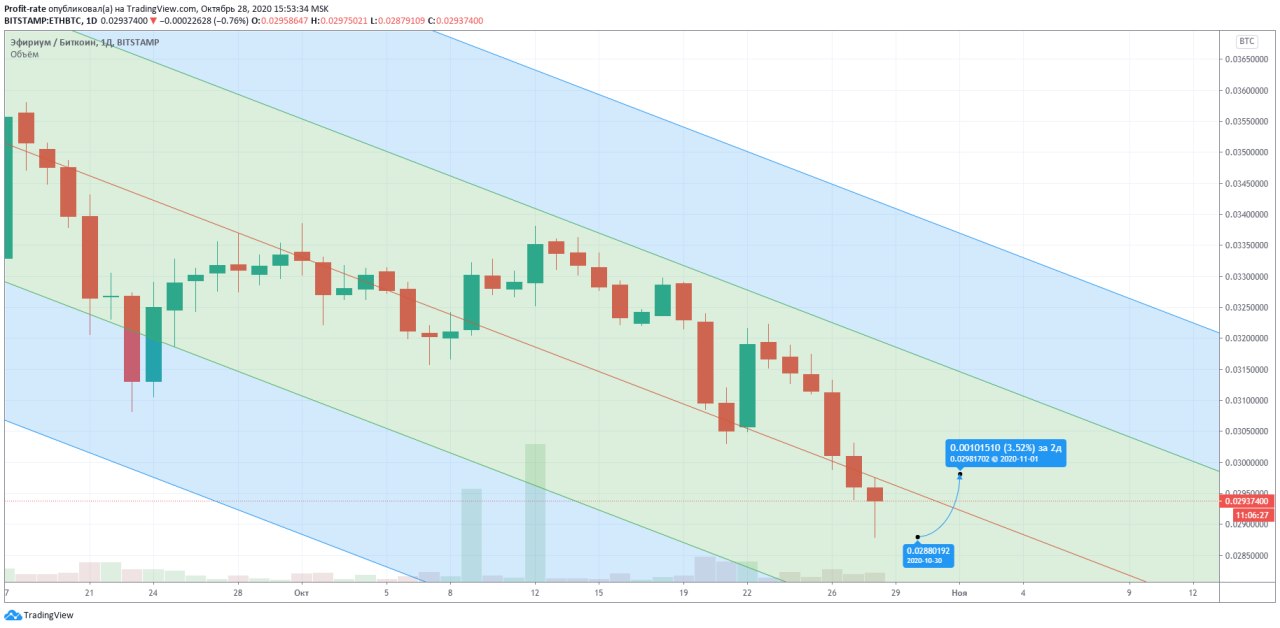 Profit-rate опубликовал(а) на TradingView.com, Октябрь 28, 2020 15:53:34 MSK
BITSTAMP:ETHBTC, 1D 0.02937400 ▼ −0.00022628 (−0.76%) O:0.02958647 H:0.02975021 L:0.02879109 C:0.02937400
Эфириум / Биткоин, 1Д, BITSTAMP
Объём
BTC
0.03650000
0.03600000
0.03550000
0.03500000
0.03450000
0.03400000
0.03350000
0.03300000
0.03250000
0.03200000
0.03150000
0.03100000
0.03050000
0.03000000
0.02950000
0.02937400
11:06:27
0.02900000
0.02850000
0.00101510 (3.52%) за 2д
0.02981702 @ 2020-11-01
0.02880192
2020-10-30
7 21 24 28 Окт 5 8 12 15 19 22 26 29 Ноя 4 9 12
TradingView